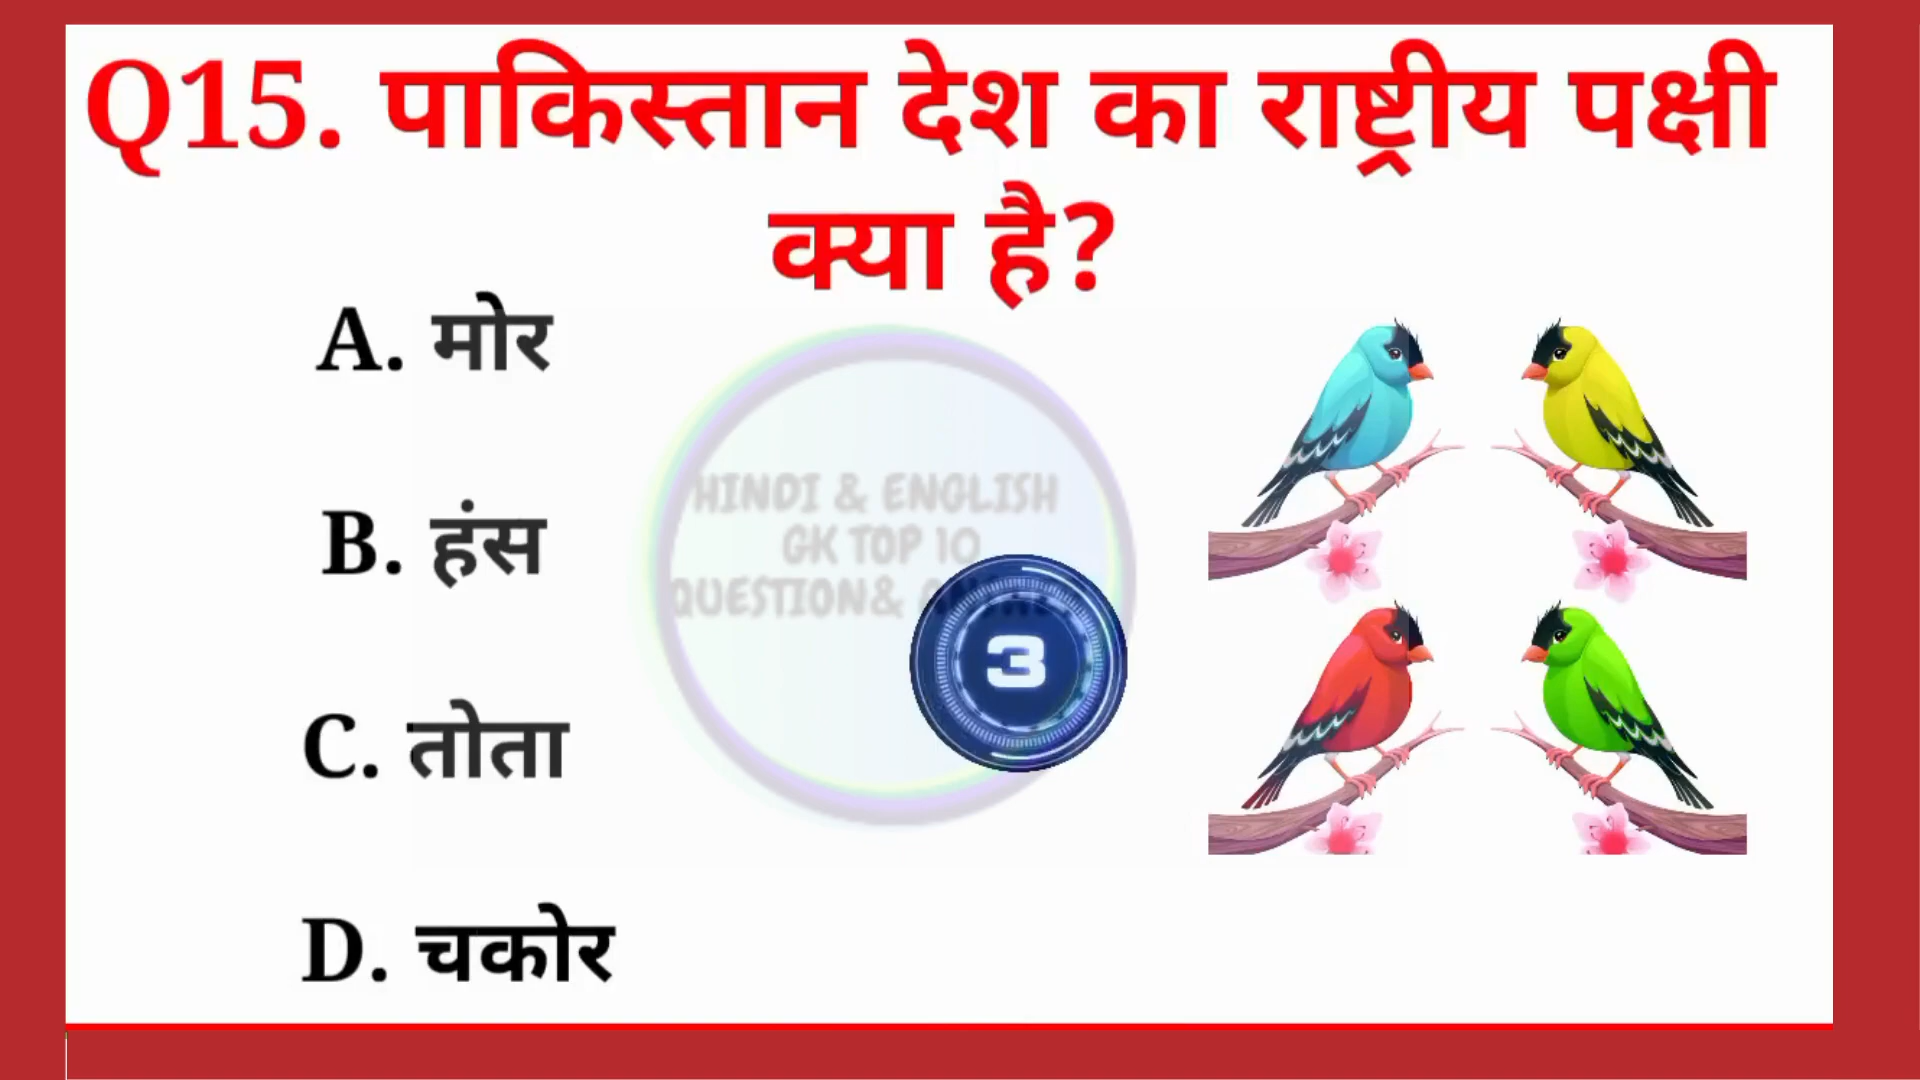 Q15. पाकिस्तान देश का राष्ट्रीय पक्षी
क्या है?
A. मोर
B. हंस
C. तोता
D. चकोर
HINDI & ENGLISH
GK TOP 10
QUESTION&
3